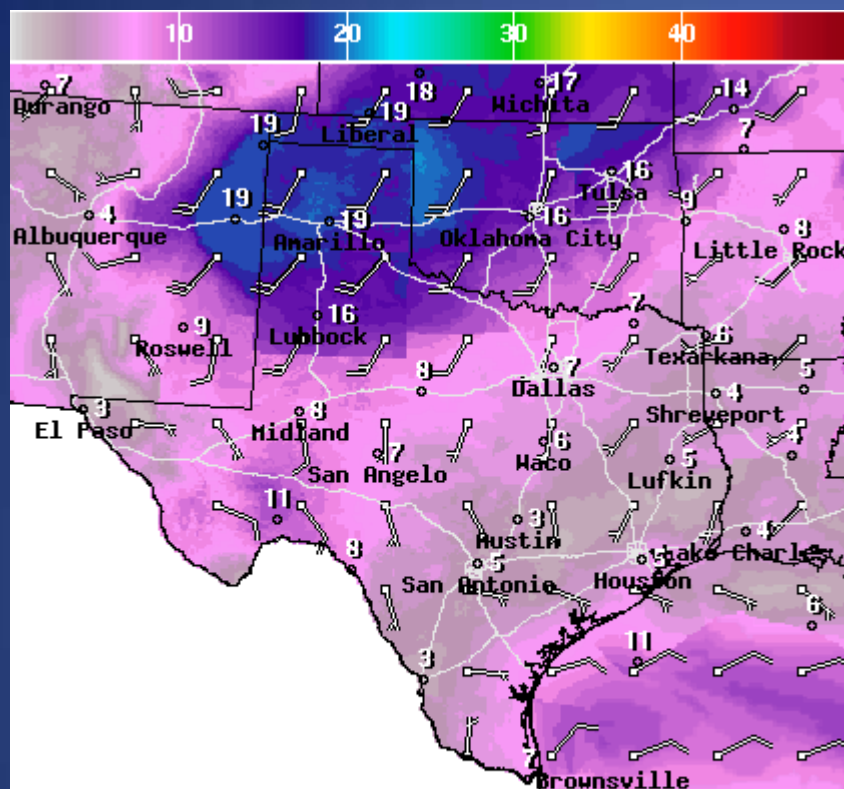 10 20 30 40
7 18 17 14
Durango 19 Wichita
19 Liberal 7
16
Tulsa
4 19 19 16 9 8
Albuquerque Amarillo Oklahoma City Little Rock
9 16 7 6
Roswell Lubbock Texarkana
8 7 5
Dallas 4
3 8 Shreveport
El Paso Midland 7 6 4
San Angelo Waco 5
Lufkin
11 3 4
Austin Lake Charles
8 5 5
San Antonio Houston
6
11
3
7
Brownsville